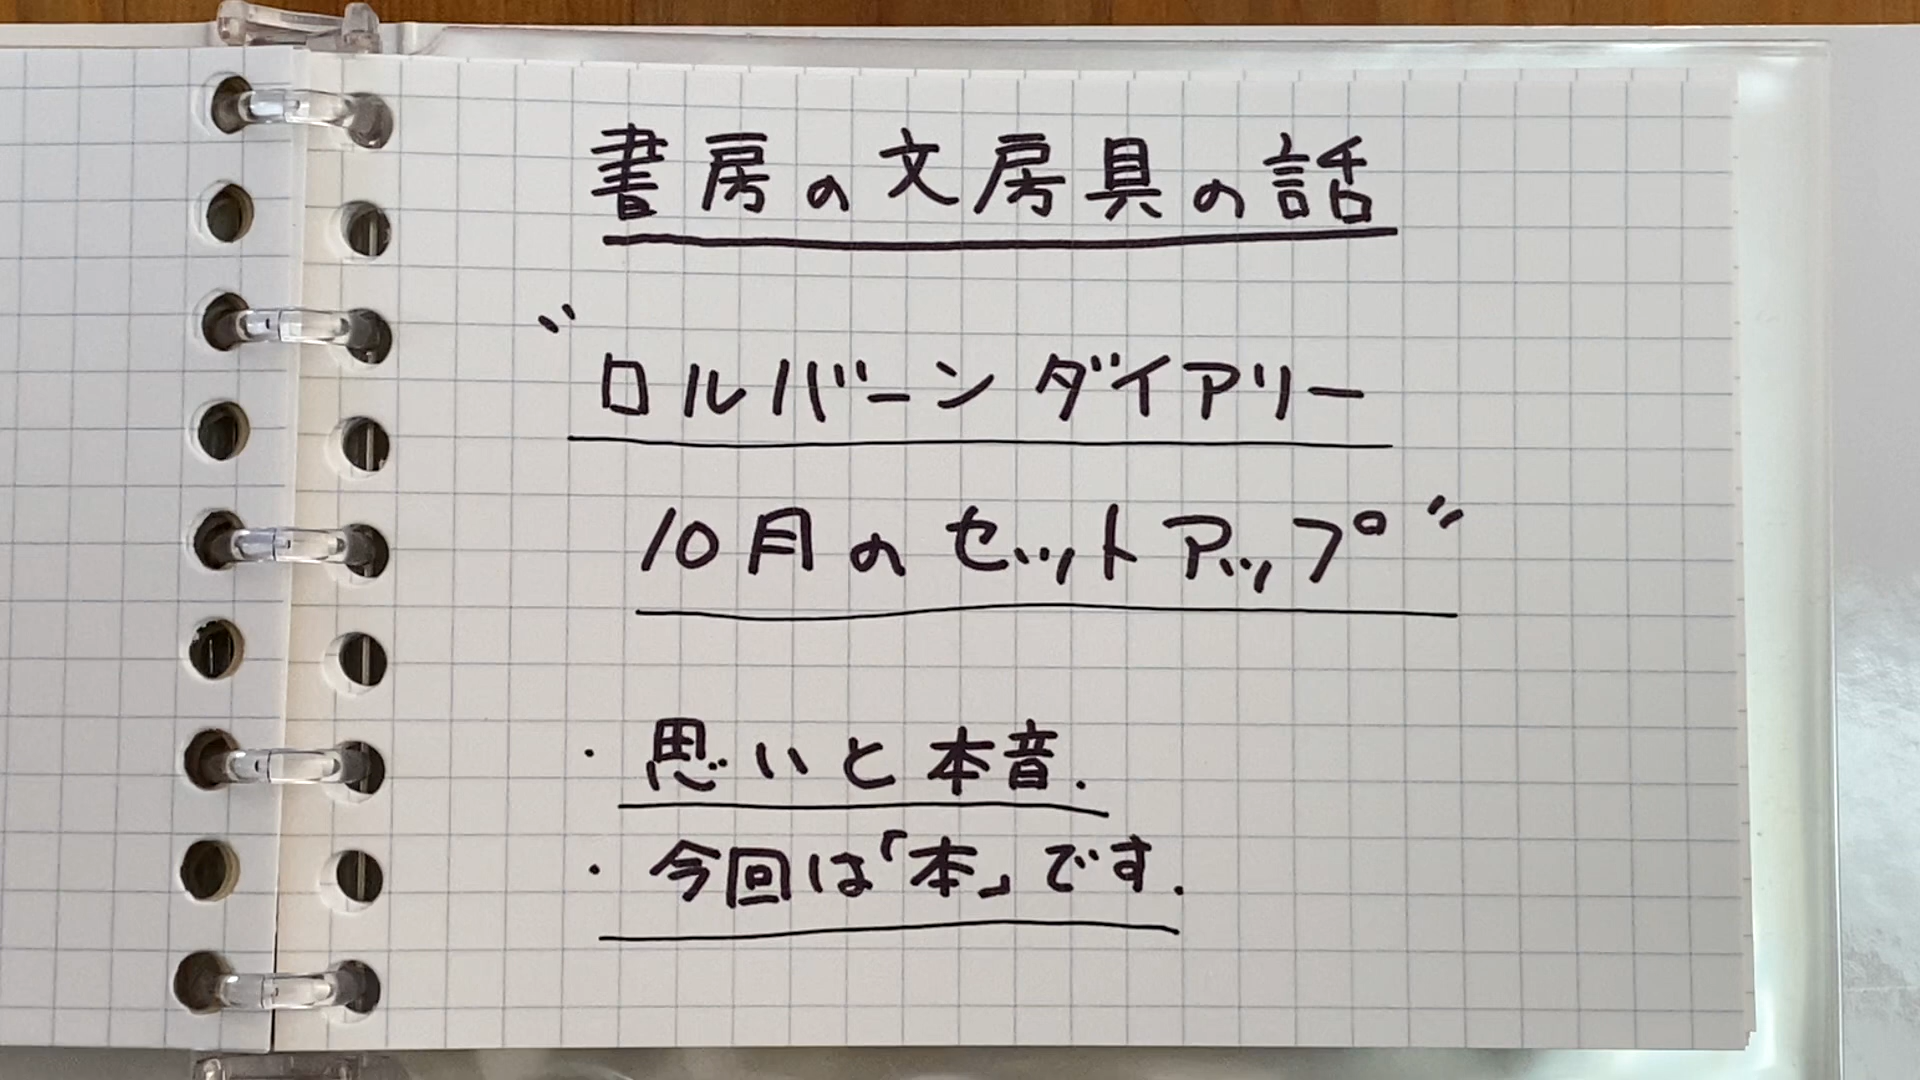 書房の文房具の話
"ロルバーンダイアリー
10月のセットアップ"
・思いと本音.
・今回は「本」です.